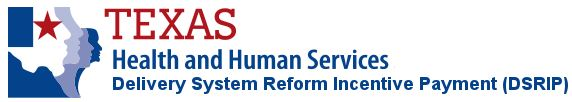 TEXAS
Health and Human Services
Delivery System Reform Incentive Payment (DSRIP)